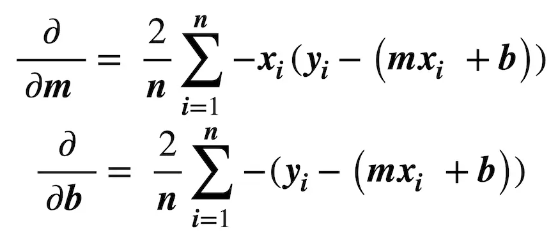 ∂/∂m = 2/n ∑_{i=1}^{n} −x_i(y_i − (mx_i + b))
∂/∂b = 2/n ∑_{i=1}^{n} −(y_i − (mx_i + b))